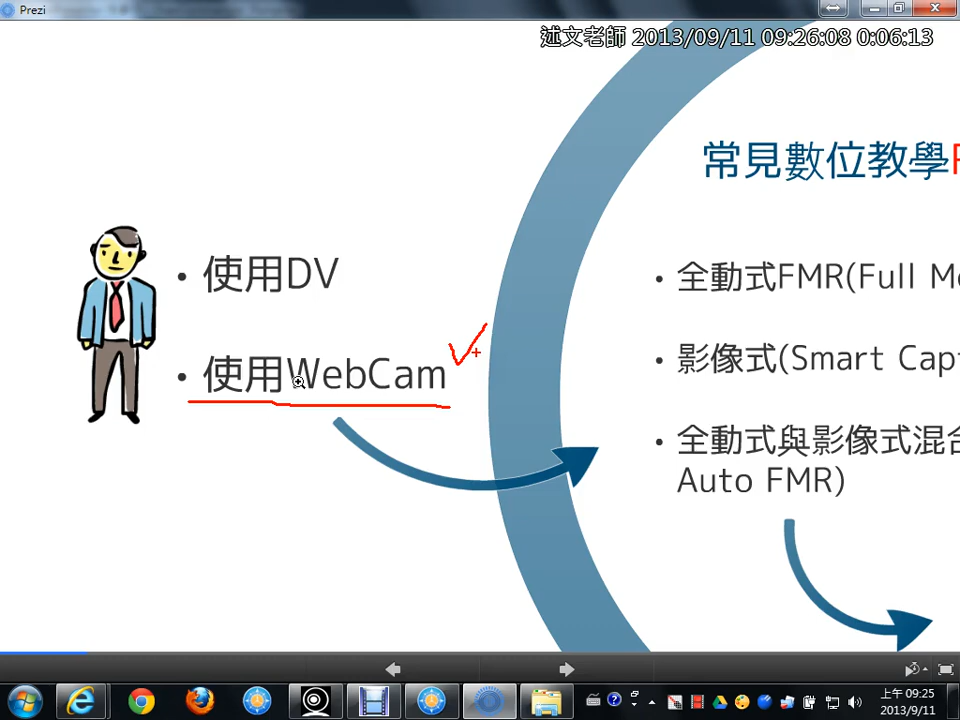 Prezi
述文老師 2013/09/11 09:26:08 0:06:13
常見數位教學
• 使用DV
• 使用WebCam
• 全動式FMR(Full M
• 影像式(Smart Cap
• 全動式與影像式混合
Auto FMR)
上午 09:25
2013/9/11